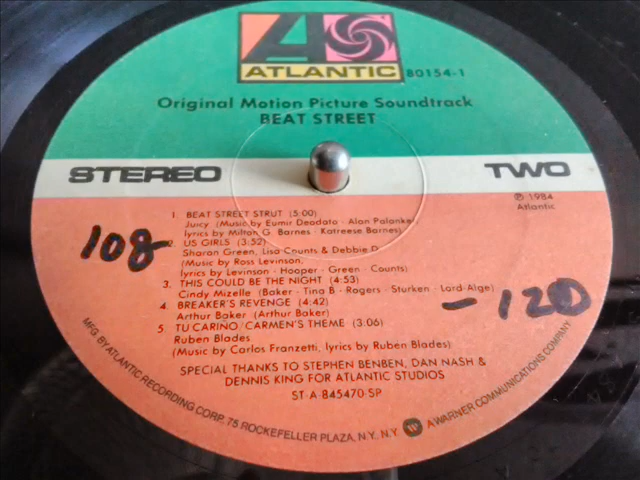 ATLANTIC
80154-1
Original Motion Picture Soundtrack
BEAT STREET
STEREO
TWO
℗ 1984
Atlantic
1. BEAT STREET STRUT (5:00)
Juicy (Music by Eumir Deodato - Alan Palanker
lyrics by Milton G. Barnes - Katreese Barnes)
2. US GIRLS (3:52)
Sharon Green, Lisa Counts & Debbie D
(Music by Ross Levinson,
lyrics by Levinson - Hooper - Green - Counts)
3. THIS COULD BE THE NIGHT (4:53)
Cindy Mizelle (Baker - Tina B - Rogers - Sturken - Lord-Alge)
4. BREAKER'S REVENGE (4:42)
Arthur Baker (Arthur Baker)
5 TU CARIÑO/CARMEN'S THEME (3:06)
Ruben Blades
(Music by Carlos Franzetti, lyrics by Ruben Blades)
SPECIAL THANKS TO STEPHEN BENBEN, DAN NASH &
DENNIS KING FOR ATLANTIC STUDIOS
ST-A-845470-SP
108
-120
MFG. BY ATLANTIC RECORDING CORP. 75 ROCKEFELLER PLAZA, N.Y., N.Y. A WARNER COMMUNICATIONS COMPANY